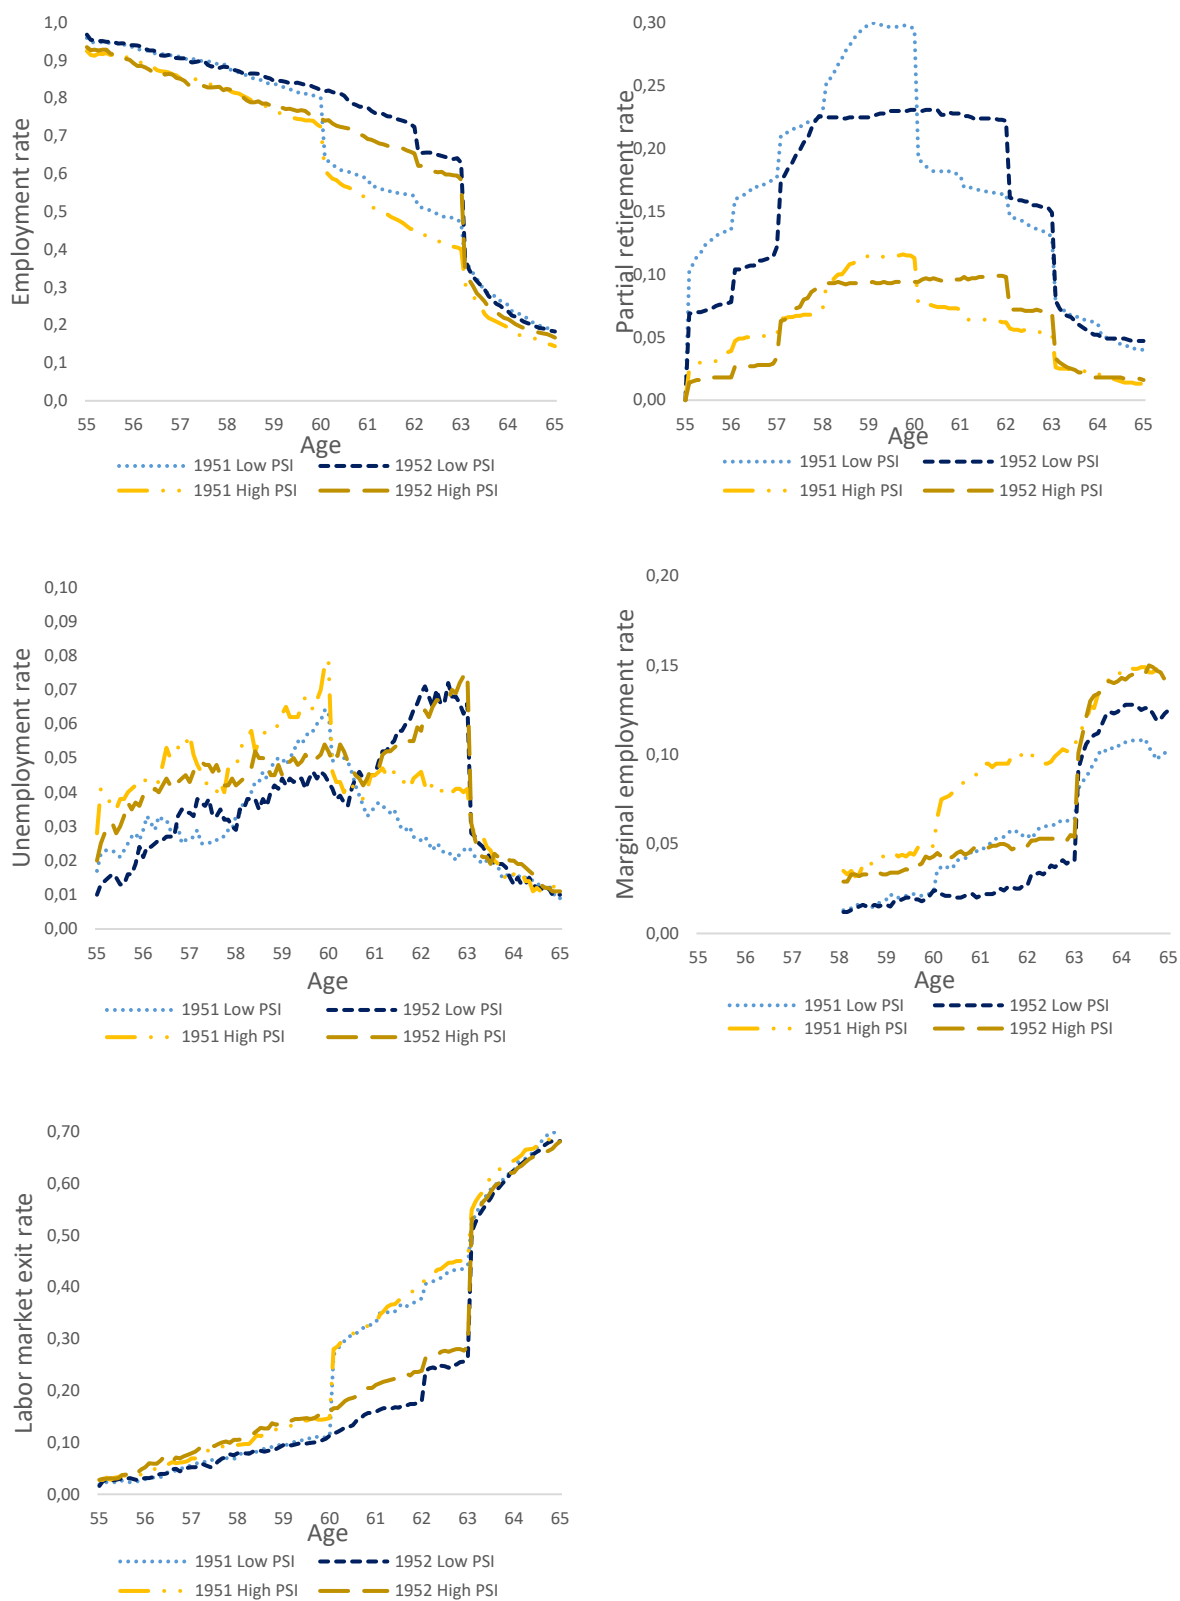 Employment rate
1,0
0,9
0,8
0,7
0,6
0,5
0,4
0,3
0,2
0,1
0,0
55 56 57 58 59 60 61 62 63 64 65
Age
1951 Low PSI 1952 Low PSI
1951 High PSI 1952 High PSI
Partial retirement rate
0,30
0,25
0,20
0,15
0,10
0,05
0,00
55 56 57 58 59 60 61 62 63 64 65
Age
1951 Low PSI 1952 Low PSI
1951 High PSI 1952 High PSI
Unemployment rate
0,10
0,09
0,08
0,07
0,06
0,05
0,04
0,03
0,02
0,01
0,00
55 56 57 58 59 60 61 62 63 64 65
Age
1951 Low PSI 1952 Low PSI
1951 High PSI 1952 High PSI
Marginal employment rate
0,20
0,15
0,10
0,05
0,00
55 56 57 58 59 60 61 62 63 64 65
Age
1951 Low PSI 1952 Low PSI
1951 High PSI 1952 High PSI
Labor market exit rate
0,70
0,60
0,50
0,40
0,30
0,20
0,10
0,00
55 56 57 58 59 60 61 62 63 64 65
Age
1951 Low PSI 1952 Low PSI
1951 High PSI 1952 High PSI